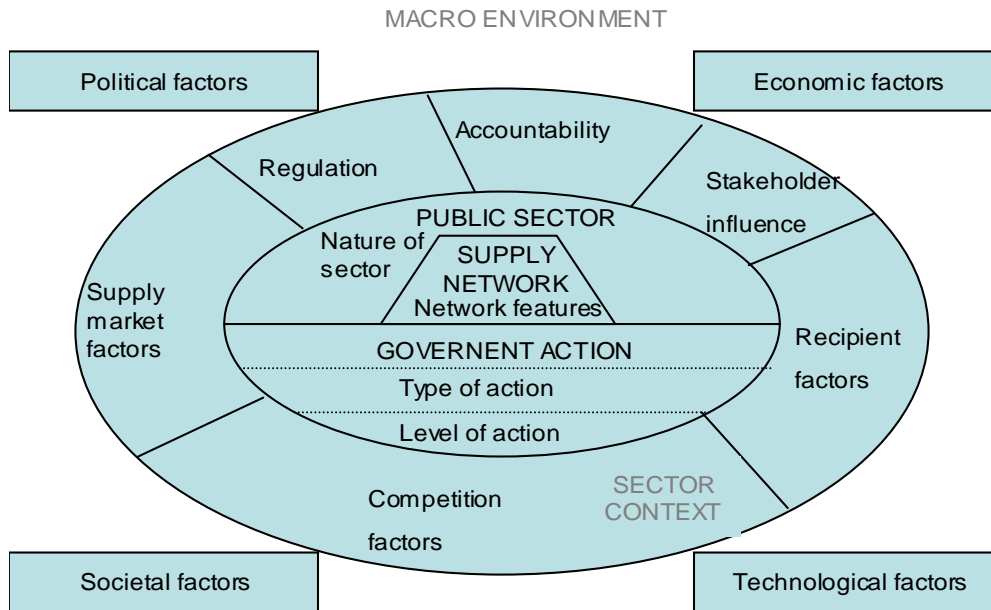 MACRO ENVIRONMENT
Political factors
Economic factors
Accountability
Regulation
Stakeholder
influence
PUBLIC SECTOR
Nature of
sector
SUPPLY
NETWORK
Network features
Supply
market
factors
Recipient
factors
GOVERNENT ACTION
Type of action
Level of action
Competition
factors
SECTOR
CONTEXT
Societal factors
Technological factors